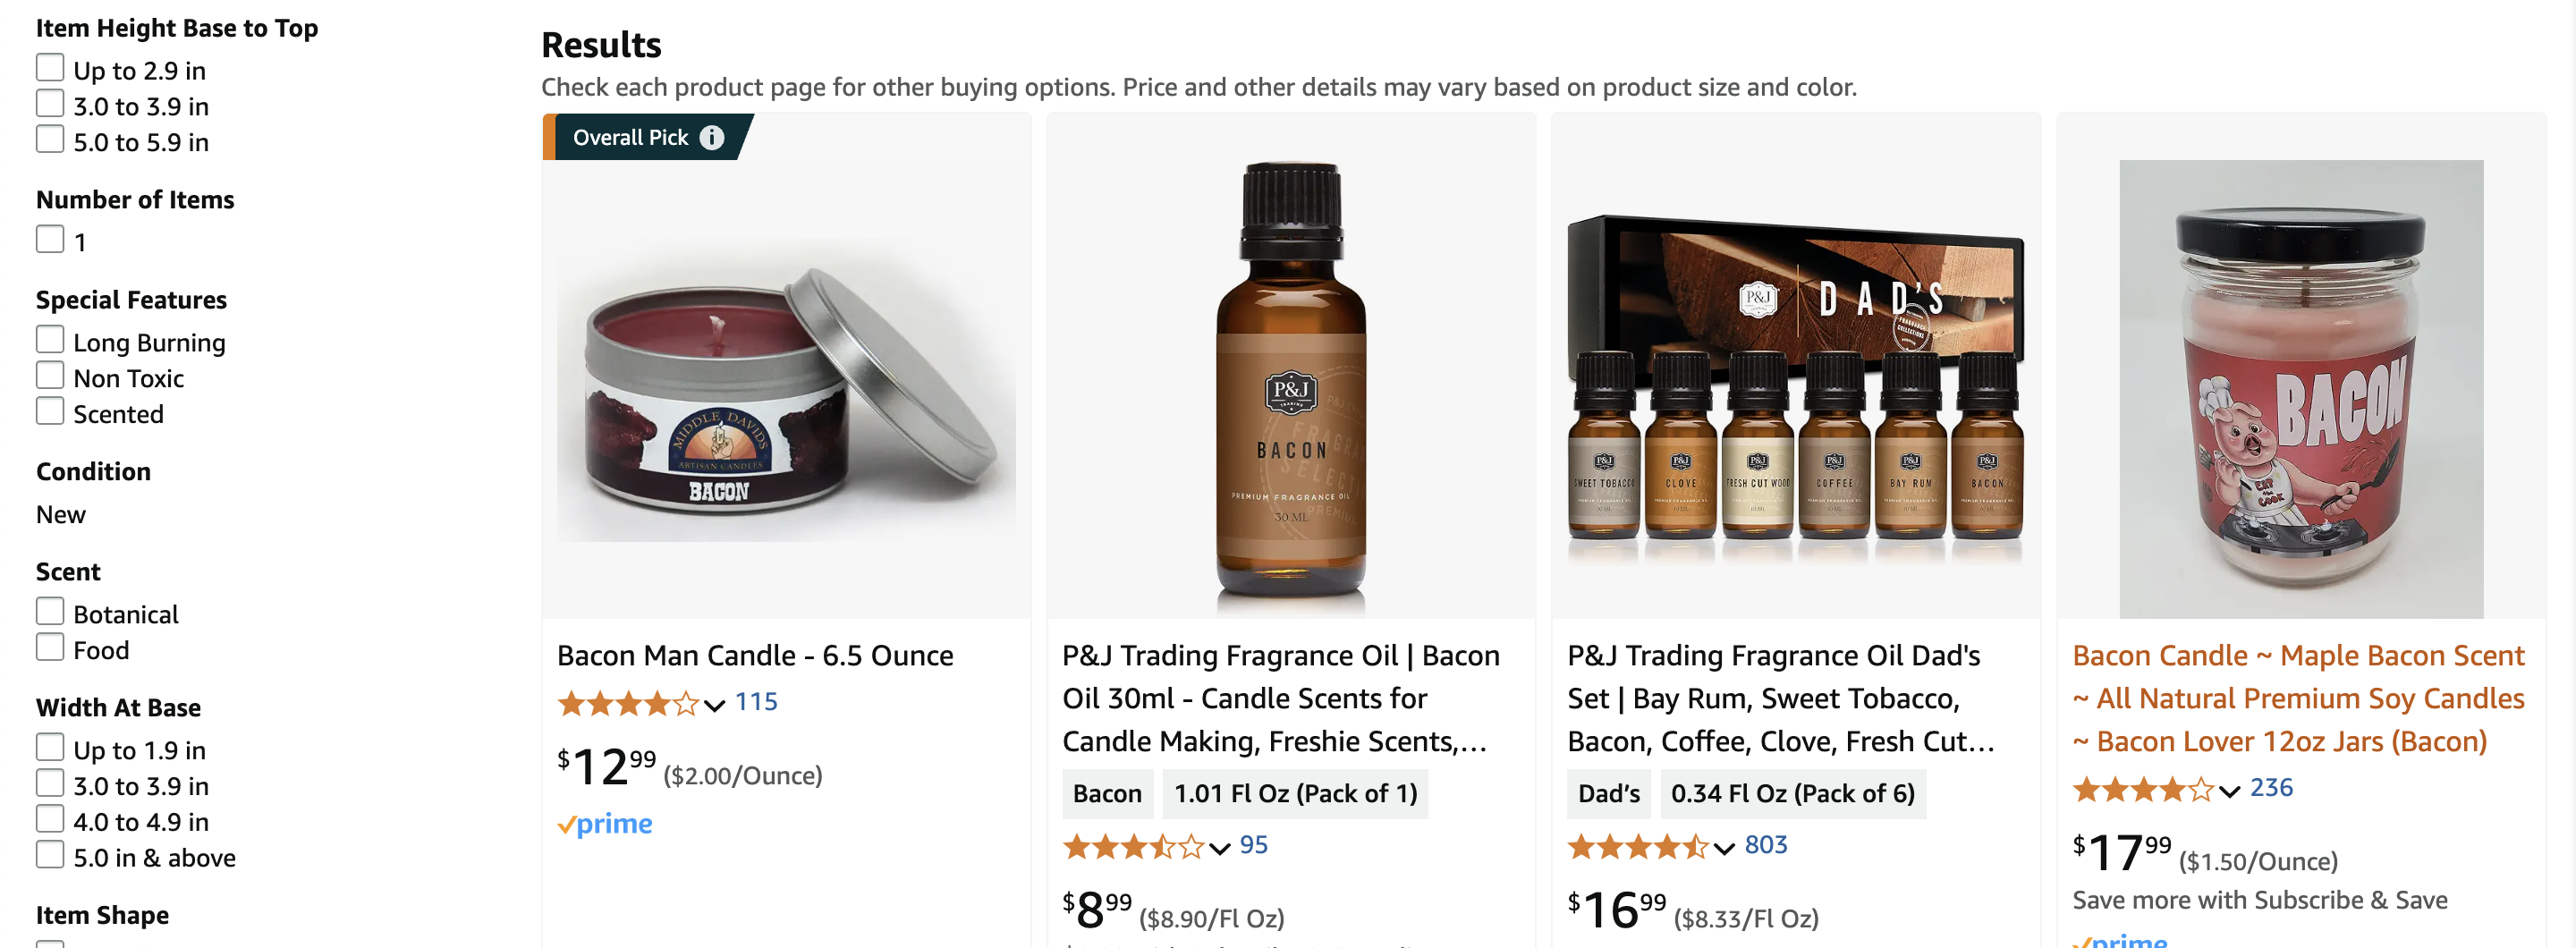 Item Height Base to Top
Up to 2.9 in
3.0 to 3.9 in
5.0 to 5.9 in
Number of Items
1
Special Features
Long Burning
Non Toxic
Scented
Condition
New
Scent
Botanical
Food
Width At Base
Up to 1.9 in
3.0 to 3.9 in
4.0 to 4.9 in
5.0 in & above
Item Shape
Results
Check each product page for other buying options. Price and other details may vary based on product size and color.
Overall Pick
MIDDLE DAVIDS
ARTISAN CANDLES
BACON
Bacon Man Candle - 6.5 Ounce
115
$12.99 ($2.00/Ounce)
prime
P&J
TRADING
BACON
PREMIUM FRAGRANCE OIL
30 ML
P&J Trading Fragrance Oil | Bacon
Oil 30ml - Candle Scents for
Candle Making, Freshie Scents,...
Bacon
1.01 Fl Oz (Pack of 1)
95
$8.99 ($8.90/Fl Oz)
P&J
DAD'S
P&J
SWEET TOBACCO
P&J
CLOVE
P&J
FRESH CUT WOOD
P&J
COFFEE
P&J
BAY RUM
P&J
BACON
P&J Trading Fragrance Oil Dad's
Set | Bay Rum, Sweet Tobacco,
Bacon, Coffee, Clove, Fresh Cut...
Dad's
0.34 Fl Oz (Pack of 6)
803
$16.99 ($8.33/Fl Oz)
BACON
COOK
Bacon Candle ~ Maple Bacon Scent
~ All Natural Premium Soy Candles
~ Bacon Lover 12oz Jars (Bacon)
236
$17.99 ($1.50/Ounce)
Save more with Subscribe & Save
prime